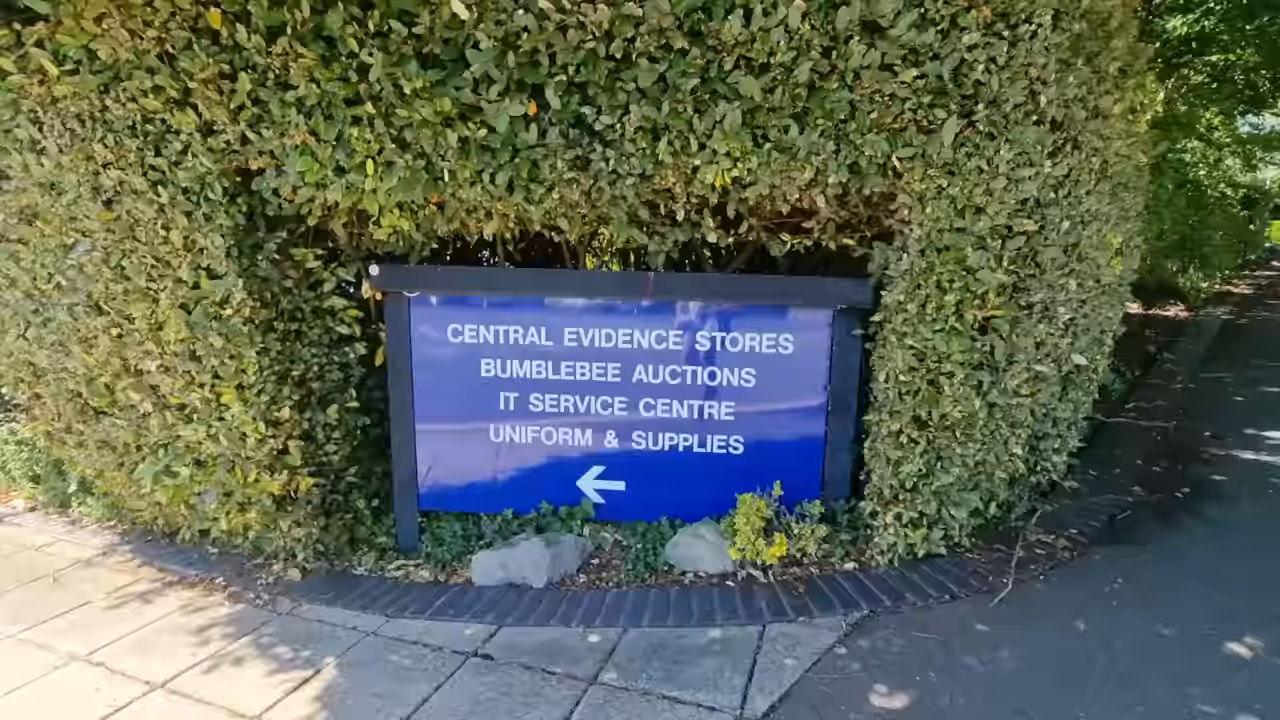 CENTRAL EVIDENCE STORES
BUMBLEBEE AUCTIONS
IT SERVICE CENTRE
UNIFORM & SUPPLIES